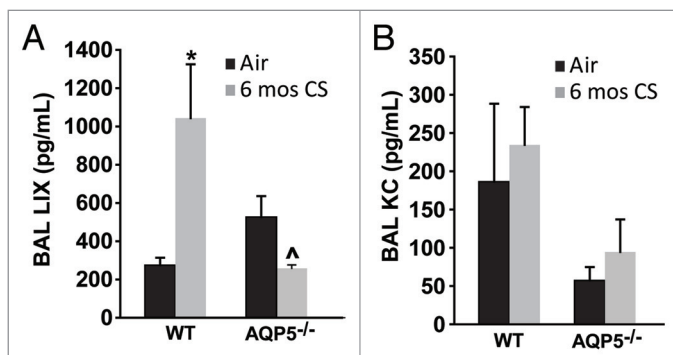 A
BAL LIX (pg/mL)
1400
1200
1000
800
600
400
200
0
*
^
Air
6 mos CS
WT
AQP5-/-
B
BAL KC (pg/mL)
350
300
250
200
150
100
50
0
Air
6 mos CS
WT
AQP5-/-